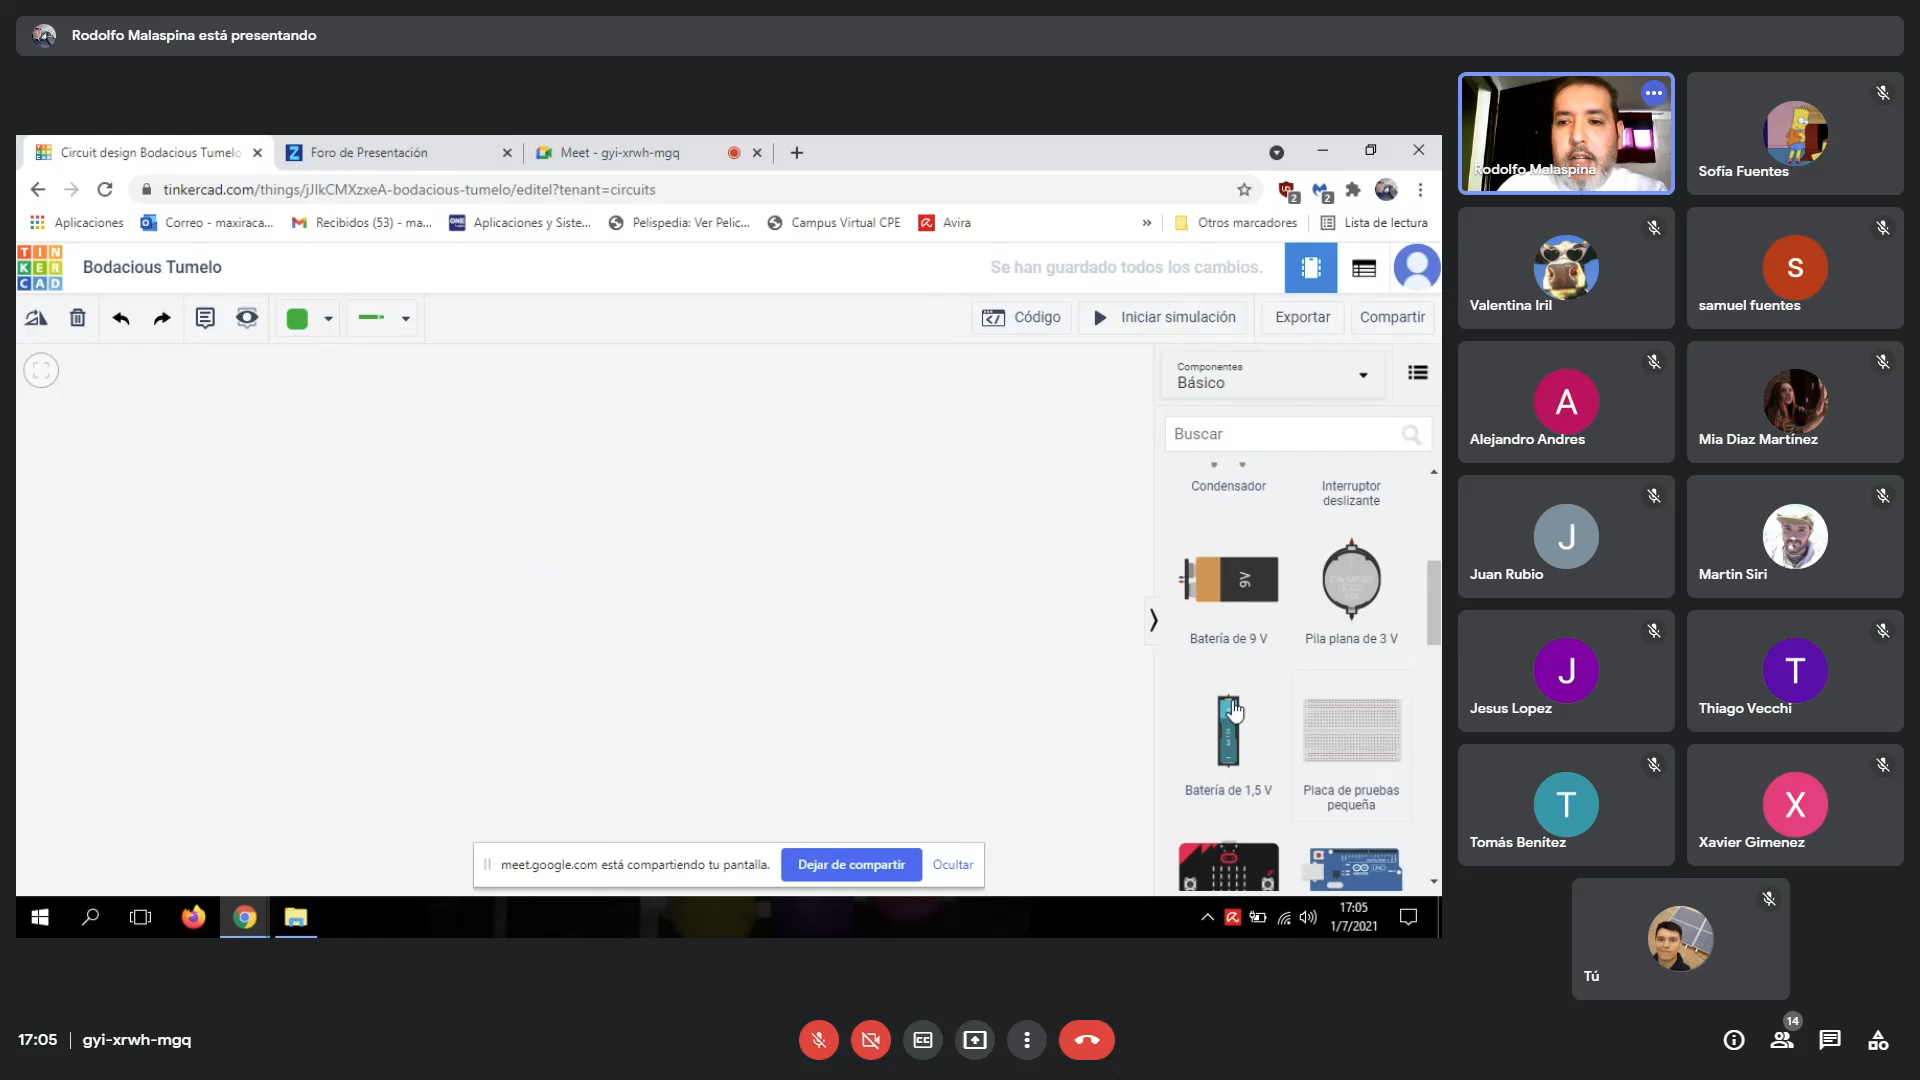 Rodolfo Malaspina está presentando
Circuit design Bodacious Tumelo
Foro de Presentación
Meet - gyi-xrwh-mgq
tinkercad.com/things/jJIkCMXzxeA-bodacious-tumelo/editel?tenant=circuits
2
2
Aplicaciones
Correo - maxiraca...
Recibidos (53) - ma...
Aplicaciones y Siste...
Pelispedia: Ver Pelic...
Campus Virtual CPE
Avira
»
Otros marcadores
Lista de lectura
TIN
KER
CAD
Bodacious Tumelo
Se han guardado todos los cambios.
Código
Iniciar simulación
Exportar
Compartir
Componentes
Básico
Buscar
Condensador
Interruptor
deslizante
9V
Batería de 9 V
Pila plana de 3 V
Batería de 1,5 V
Placa de pruebas
pequeña
meet.google.com está compartiendo tu pantalla.
Dejar de compartir
Ocultar
17:05
1/7/2021
Rodolfo Malaspina
Sofía Fuentes
Valentina Iril
S
samuel fuentes
A
Alejandro Andres
Mia Diaz Martínez
J
Juan Rubio
Martin Siri
J
Jesus Lopez
T
Thiago Vecchi
T
Tomás Benítez
X
Xavier Gimenez
Tú
17:05 | gyi-xrwh-mgq
14